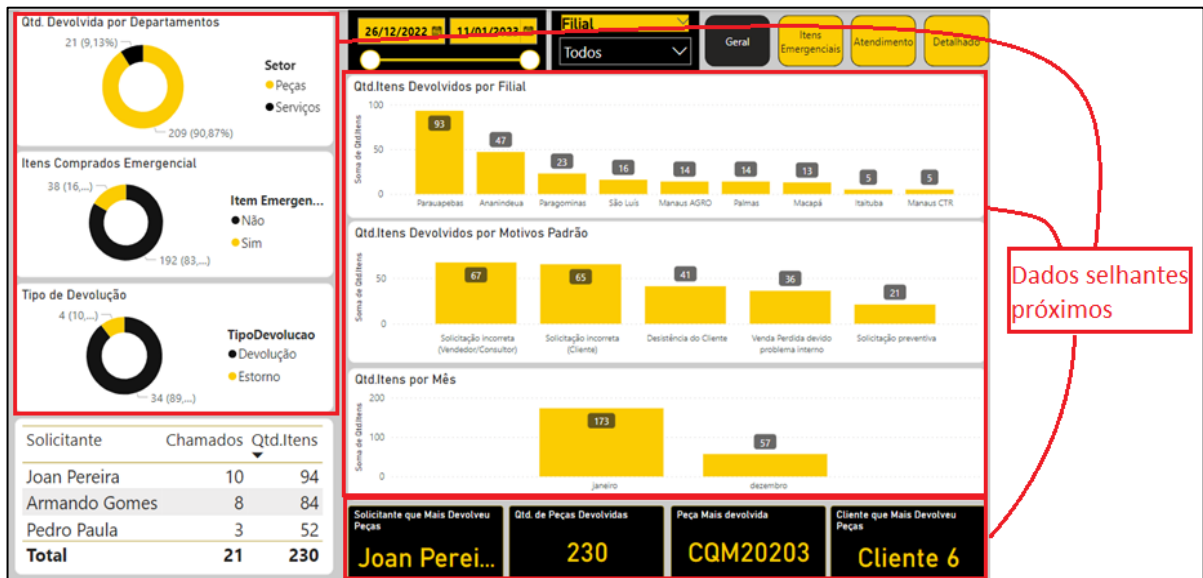 Qtd. Devolvida por Departamentos
21 (9,13%)
209 (90,87%)
Setor
Peças
Serviços
Itens Comprados Emergencial
38 (16,...)
192 (83,...)
Item Emergen...
Não
Sim
Tipo de Devolução
4 (10,...)
34 (89,...)
TipoDevolucao
Devolução
Estorno
Solicitante Chamados Qtd.Itens
Joan Pereira 10 94
Armando Gomes 8 84
Pedro Paula 3 52
Total 21 230
26/12/2022 11/01/2023
Filial
Todos
Geral
Itens
Emergenciais
Atendimento
Detalhado
Qtd.Itens Devolvidos por Filial
Soma de Qtd.Itens
100
50
0
93 47 23 16 14 14 13 5 5
Parauapebas Ananindeua Paragominas São Luís Manaus AGRO Palmas Macapá Itaituba Manaus CTR
Qtd.Itens Devolvidos por Motivos Padrão
Soma de Qtd.Itens
50
0
67 65 41 36 21
Solicitação incorreta (Vendedor/Consultor)
Solicitação incorreta (Cliente)
Desistência do Cliente
Venda Perdida devido problema interno
Solicitação preventiva
Qtd.Itens por Mês
Soma de Qtd.Itens
200
100
0
173 57
janeiro dezembro
Solicitante que Mais Devolveu
Peças
Joan Perei...
Qtd. de Peças Devolvidas
230
Peça Mais devolvida
CQM20203
Cliente que Mais Devolveu
Peças
Cliente 6
Dados selhantes
próximos